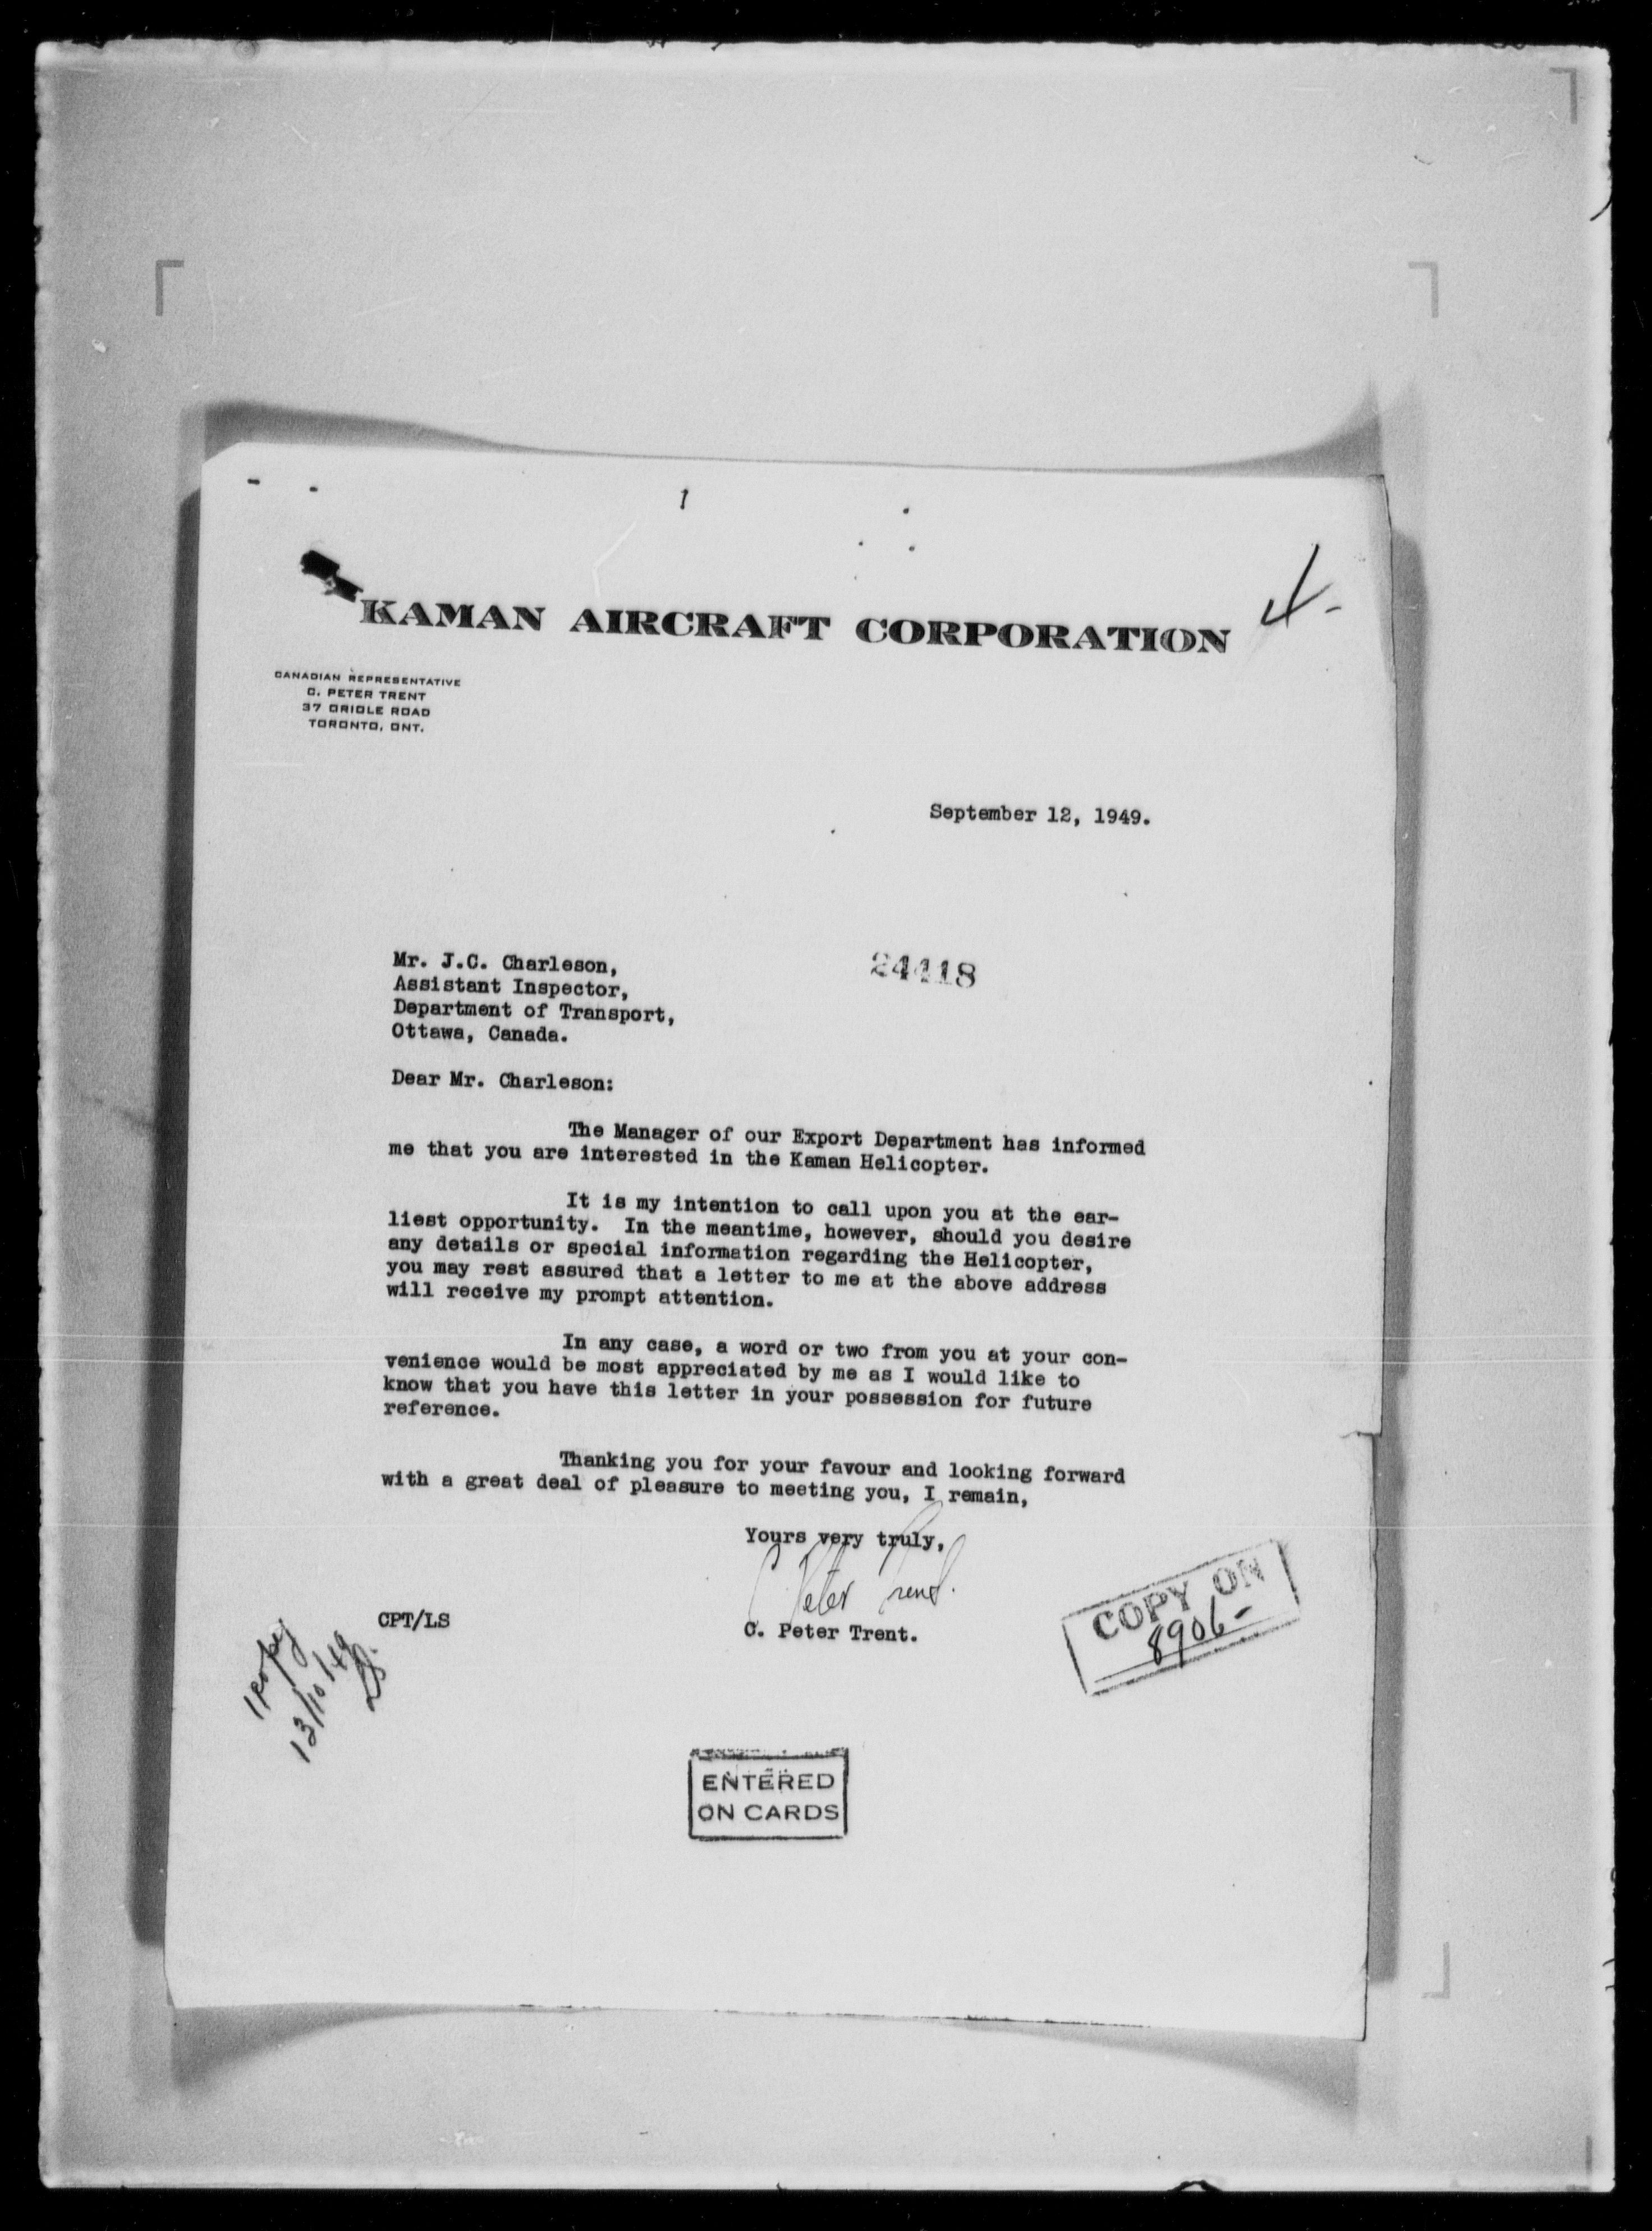 KAMAN AIRCRAFT CORPORATION
CANADIAN REPRESENTATIVE
C. PETER TRENT
37 ORIOLE ROAD
TORONTO, ONT.
September 12, 1949.
Mr. J.C. Charleson,
24418
Assistant Inspector,
Department of Transport,
Ottawa, Canada.
Dear Mr. Charleson:
The Manager of our Export Department has informed
me that you are interested in the Kaman Helicopter.
It is my intention to call upon you at the ear-
liest opportunity. In the meantime, however, should you desire
any details or special information regarding the Helicopter,
you may rest assured that a letter to me at the above address
will receive my prompt attention.
In any case, a word or two from you at your con-
venience would be most appreciated by me as I would like to
know that you have this letter in your possession for future
reference.
Thanking you for your favour and looking forward
with a great deal of pleasure to meeting you, I remain,
Yours very truly,
C. Peter Trent.
CPT/LS
C. Peter Trent.
COPY ON
8906-
1 copy
13/10/49
ENTERED
ON CARDS